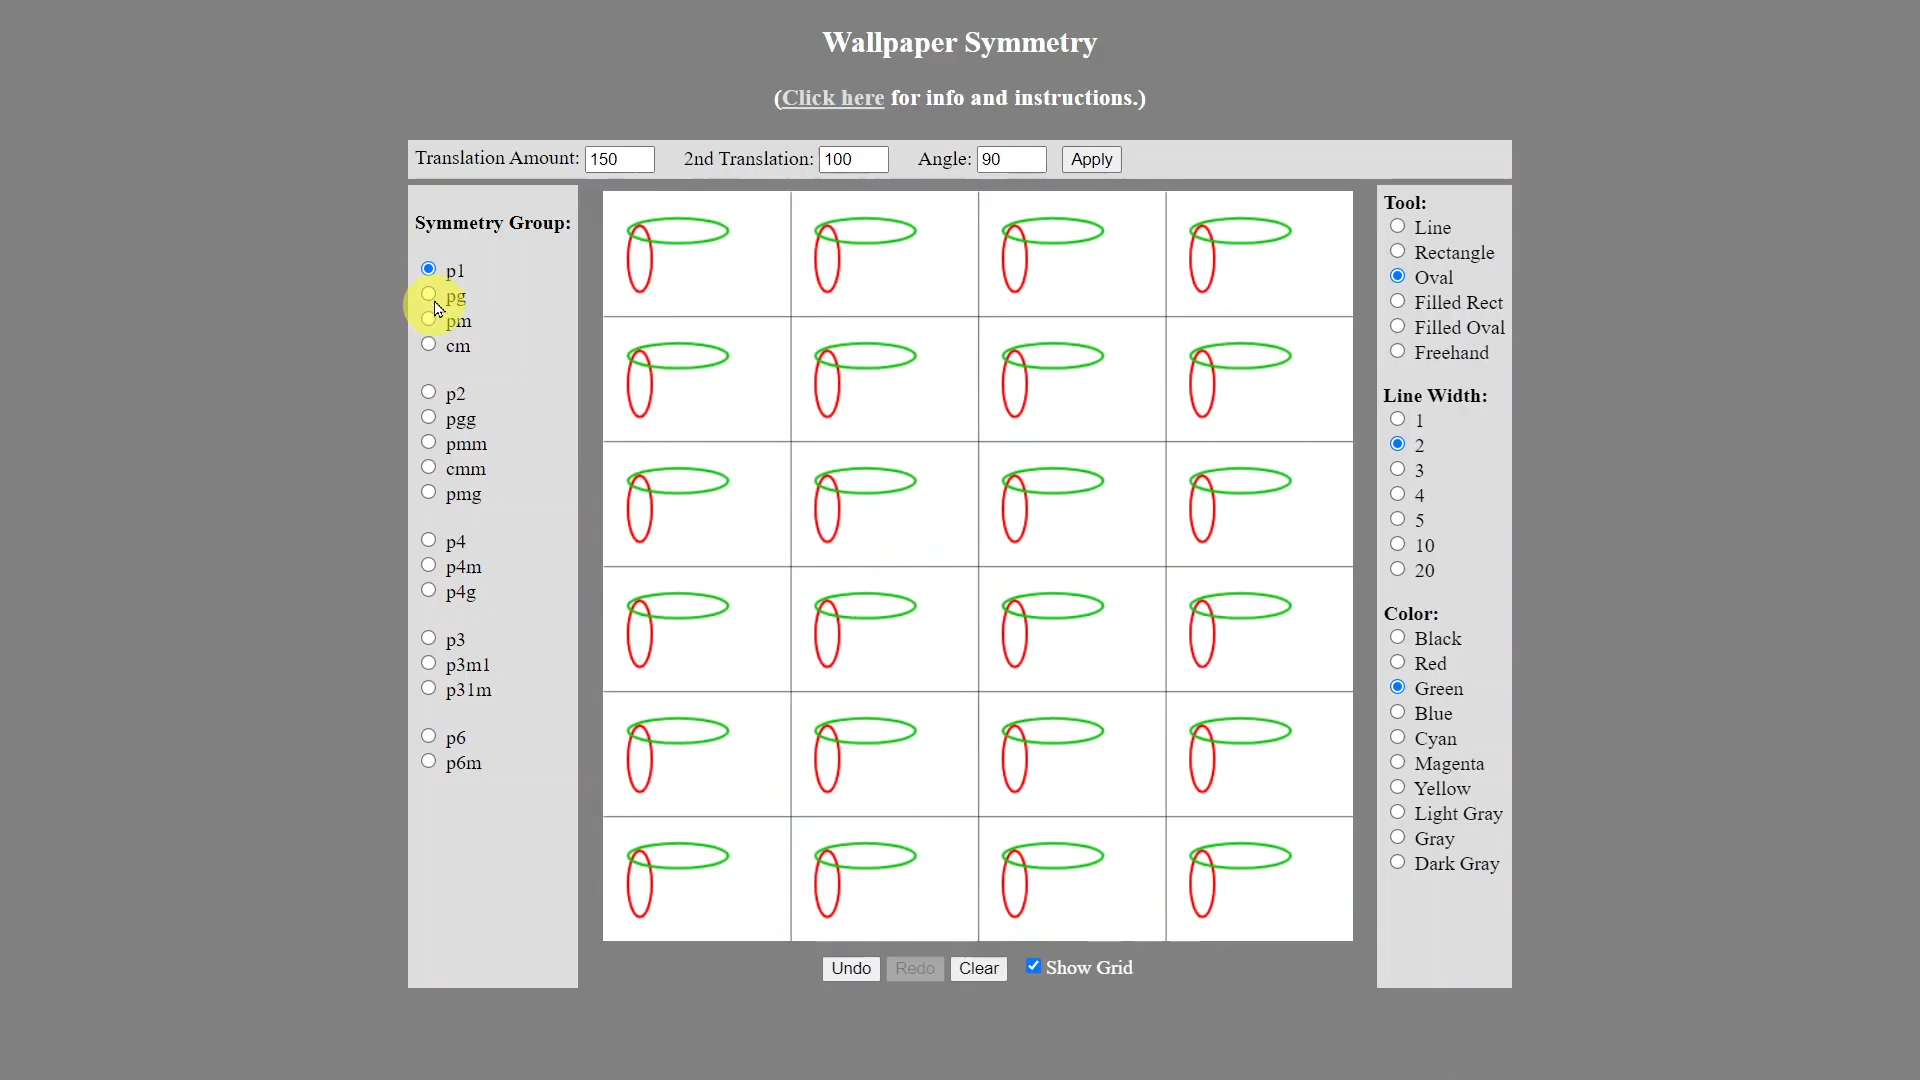 Wallpaper Symmetry
(Click here for info and instructions.)
Translation Amount: 150 2nd Translation: 100 Angle: 90 Apply
Symmetry Group:
p1
pg
pm
cm
p2
pgg
pmm
cmm
pmg
p4
p4m
p4g
p3
p3m1
p31m
p6
p6m
Tool:
Line
Rectangle
Oval
Filled Rect
Filled Oval
Freehand
Line Width:
1
2
3
4
5
10
20
Color:
Black
Red
Green
Blue
Cyan
Magenta
Yellow
Light Gray
Gray
Dark Gray
Undo Redo Clear Show Grid